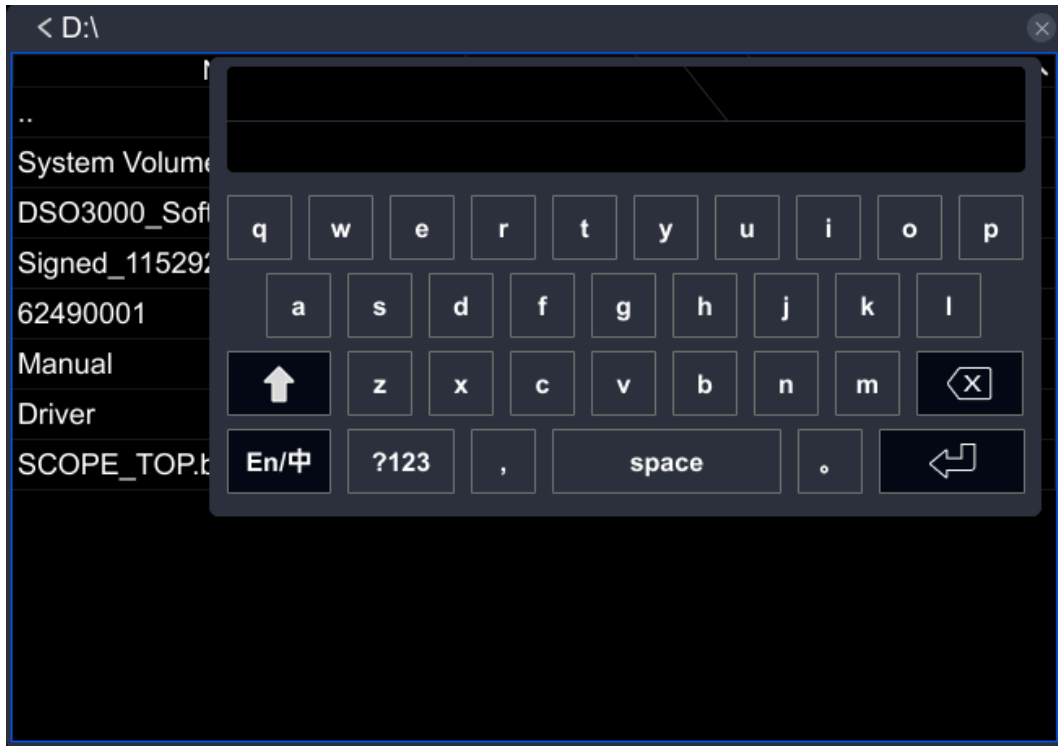 < D:\
..
System Volume
DSO3000_Soft
Signed_115292
62490001
Manual
Driver
SCOPE_TOP.b
q w e r t y u i o p
a s d f g h j k l
z x c v b n m
En/中 ?123 , space 。